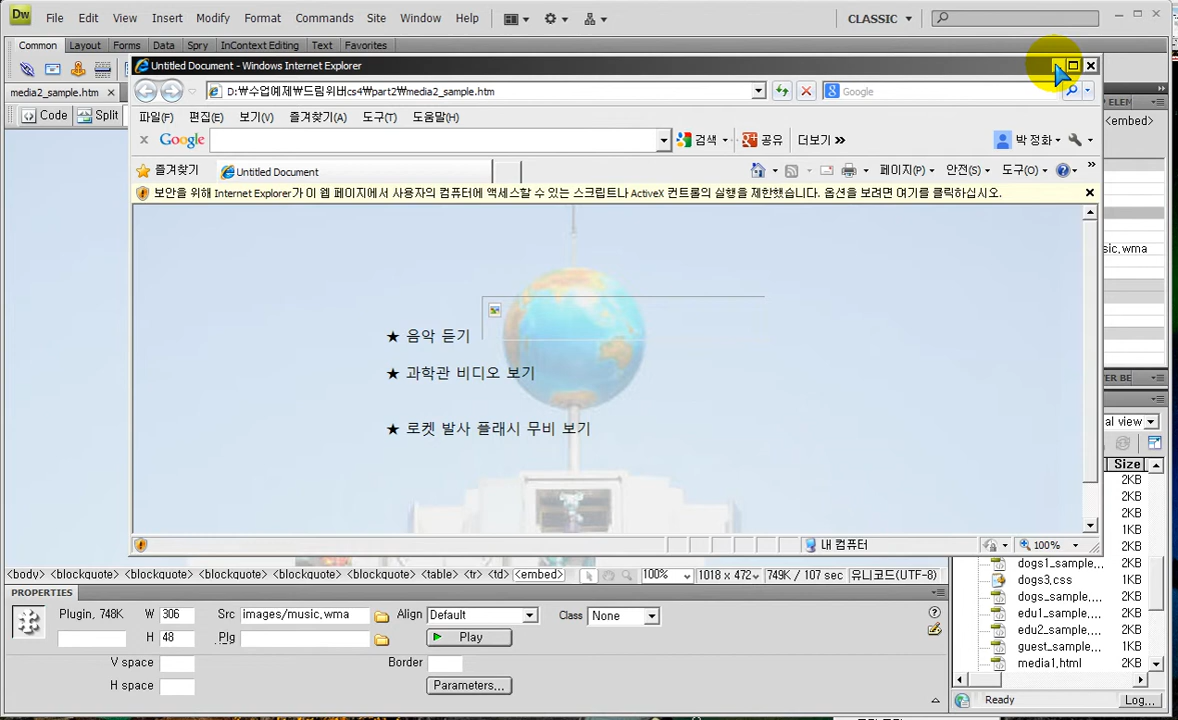 Dw File Edit View Insert Modify Format Commands Site Window Help CLASSIC
Common Layout Forms Data Spry InContext Editing Text Favorites
Untitled Document - Windows Internet Explorer
media2_sample.htm
D:₩수업예제₩드림위버cs4₩part2₩media2_sample.htm
Google
Code Split
파일(F) 편집(E) 보기(V) 즐겨찾기(A) 도구(T) 도움말(H)
<embed>
Google 검색 공유 더보기 » 박 정화
즐겨찾기 Untitled Document 페이지(P) 안전(S) 도구(O)
보안을 위해 Internet Explorer가 이 웹 페이지에서 사용자의 컴퓨터에 액세스할 수 있는 스크립트나 ActiveX 컨트롤의 실행을 제한했습니다. 옵션을 보려면 여기를 클릭하십시오.
ic.wma
★ 음악 듣기
★ 과학관 비디오 보기
★ 로켓 발사 플래시 무비 보기
내 컴퓨터 100%
ER BE
al view
Size
2KB
2KB
2KB
1KB
2KB
dogs1_sample,... 2KB
dogs3,css 1KB
dogs_sample,... 2KB
edu1_sample,... 2KB
edu2_sample,... 2KB
guest_sample,... 1KB
media1,html 2KB
Ready Log...
<body> <blockquote> <blockquote> <blockquote> <blockquote> <table> <tr> <td> <embed> 100% 1018 x 472 749K / 107 sec 유니코드(UTF-8)
PROPERTIES
Plugin, 748K W 306 Src images/music,wma Align Default Class None
H 48 Plg Play
V space Border
H space Parameters...